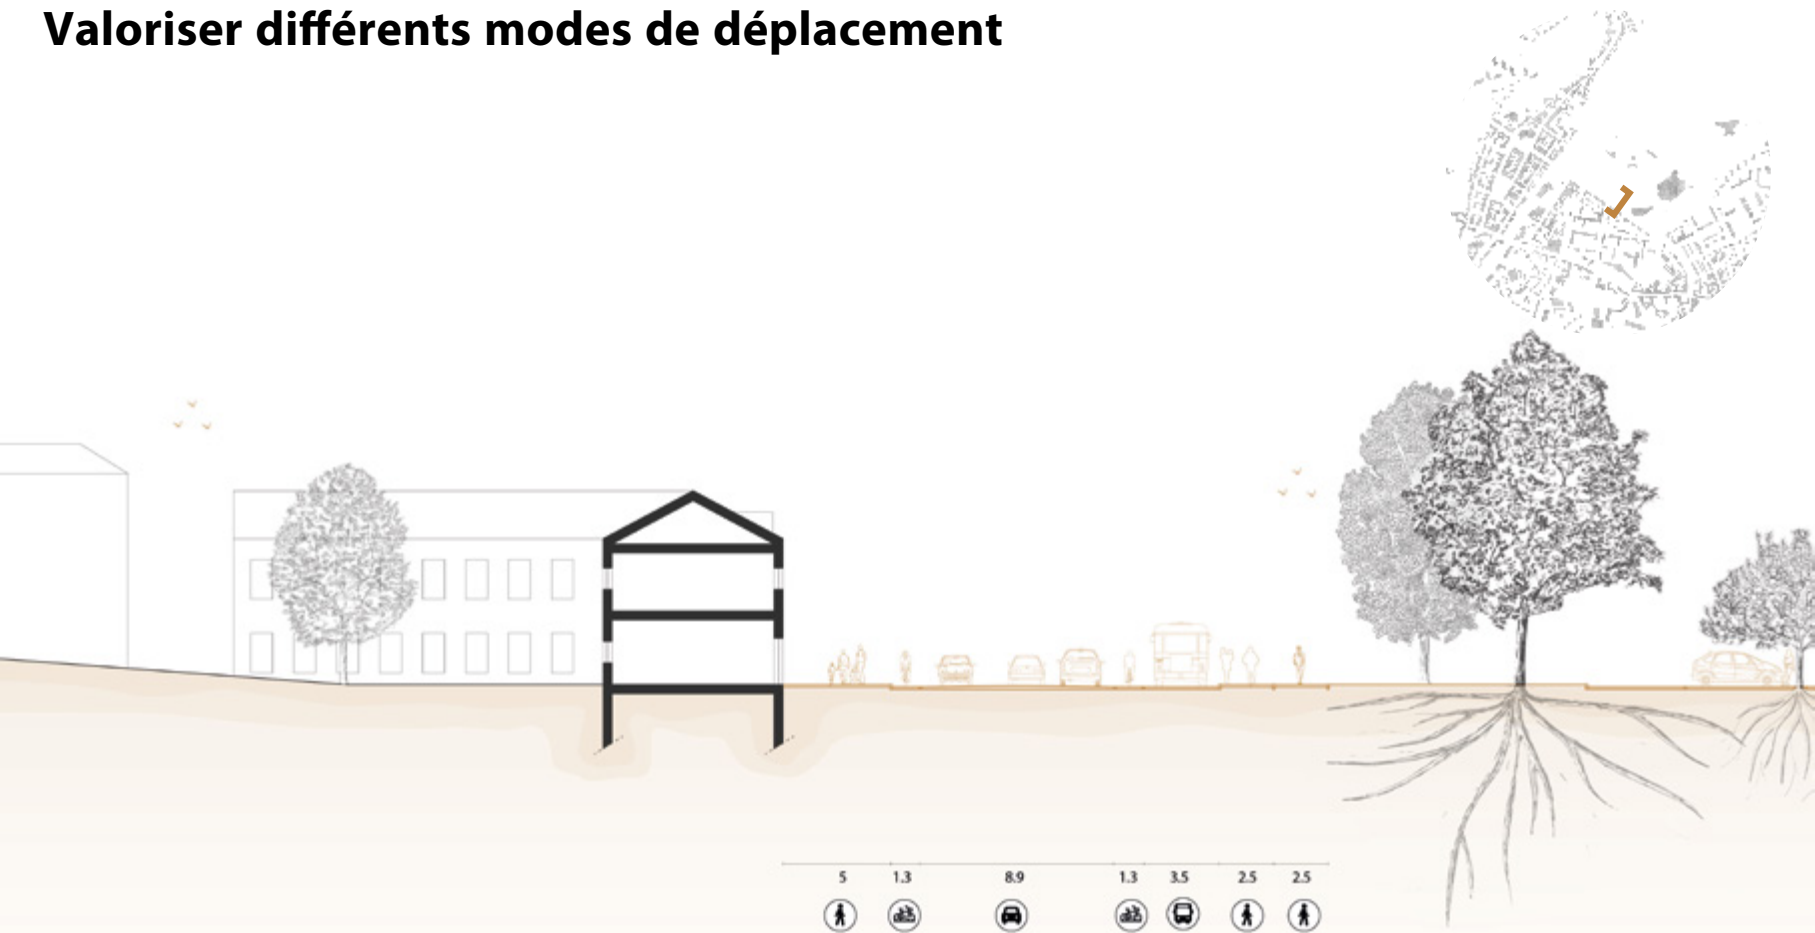 Valoriser différents modes de déplacement
5 1.3 8.9 1.3 3.5 2.5 2.5